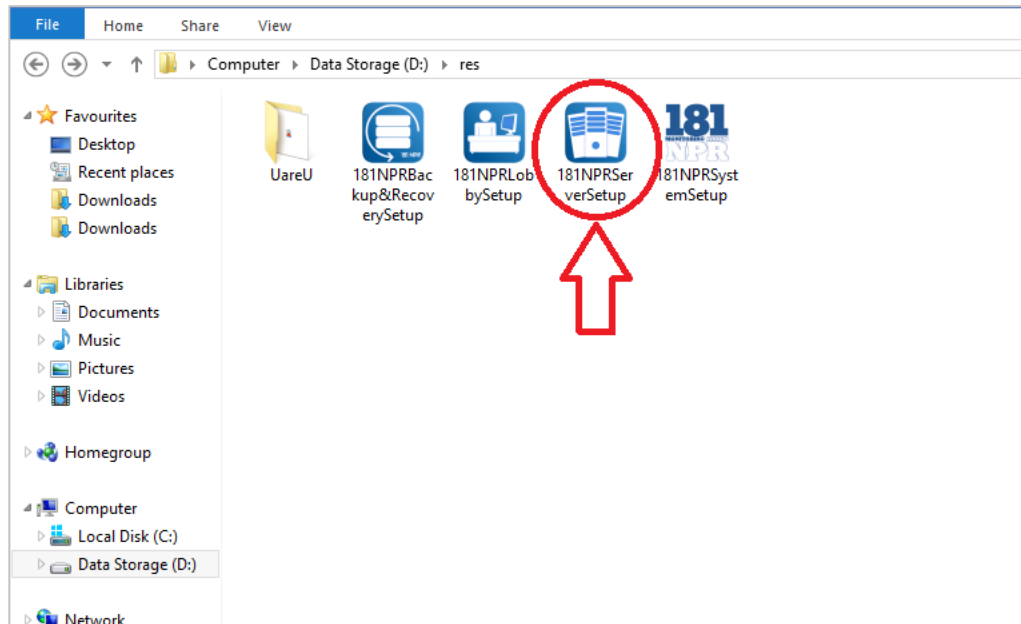 File Home Share View
Computer Data Storage (D:) res
Favourites
Desktop
Recent places
Downloads
Downloads
Libraries
Documents
Music
Pictures
Videos
Homegroup
Computer
Local Disk (C:)
Data Storage (D:)
Network
UareU
181NPRBac
kup&Recov
erySetup
181NPRLob
bySetup
181NPRSer
verSetup
181
NPR
181NPRSyst
emSetup